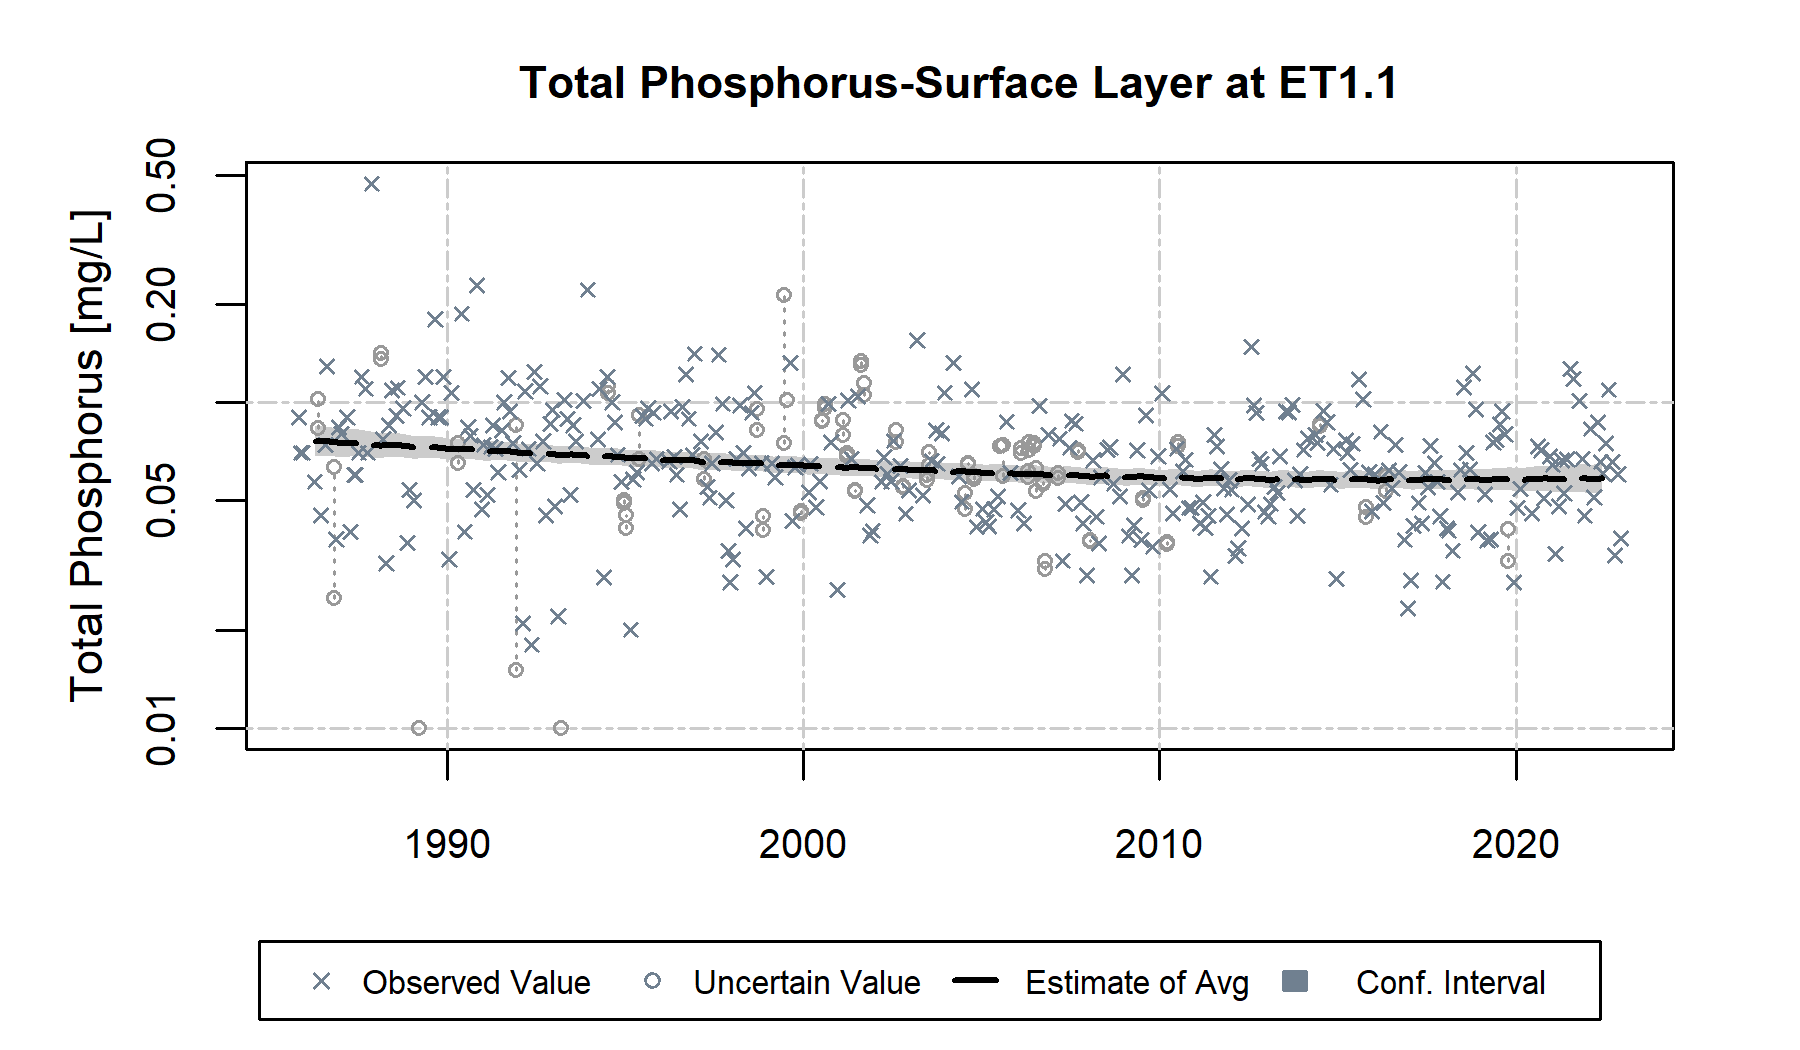 Total Phosphorus-Surface Layer at ET1.1
Total Phosphorus [mg/L]
0.50
0.20
0.05
0.01
1990 2000 2010 2020
Observed Value Uncertain Value Estimate of Avg Conf. Interval